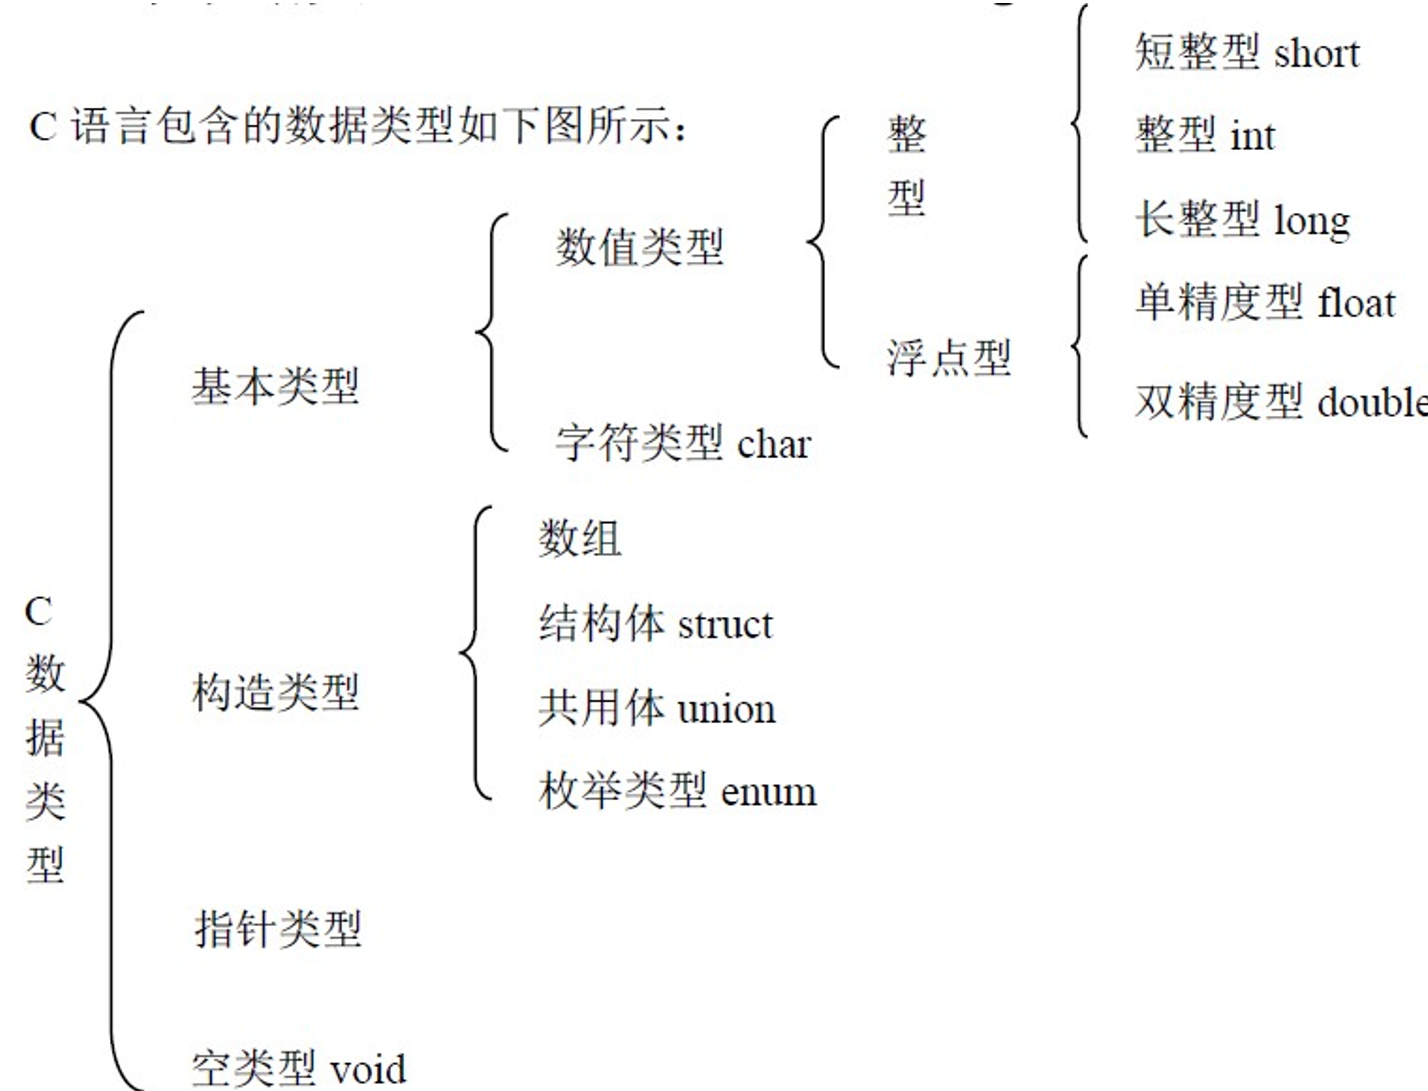 C 语言包含的数据类型如下图所示：
短整型 short
整型 int
长整型 long
整型
单精度型 float
双精度型 double
浮点型
数值类型
字符类型 char
基本类型
数组
结构体 struct
共用体 union
枚举类型 enum
构造类型
C数据类型
指针类型
空类型 void